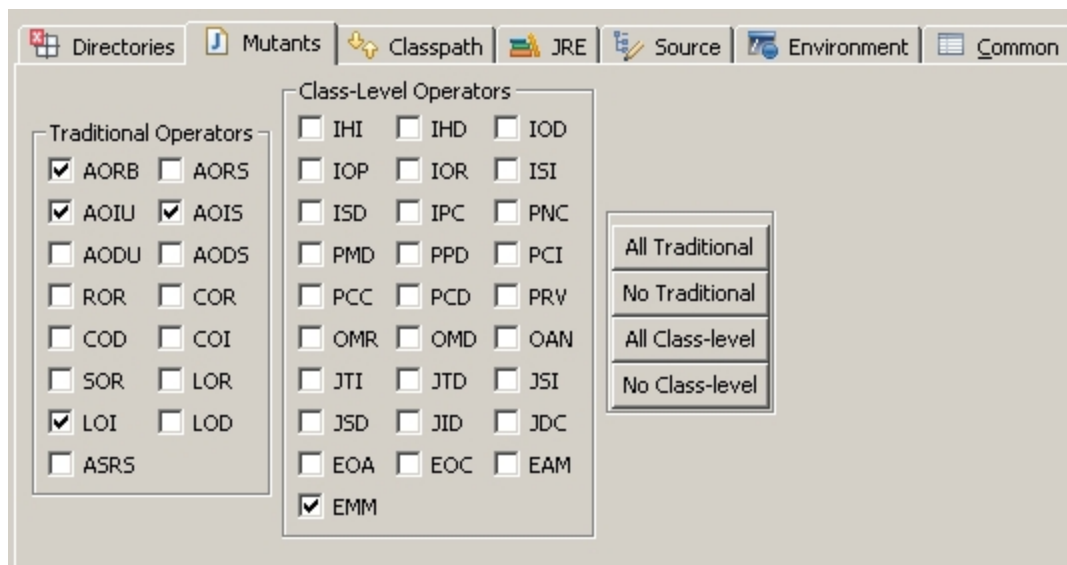 Directories Mutants Classpath JRE Source Environment Common
Traditional Operators
AORB AORS
AOIU AOIS
AODU AODS
ROR COR
COD COI
SOR LOR
LOI LOD
ASRS
Class-Level Operators
IHI IHD IOD
IOP IOR ISI
ISD IPC PNC
PMD PPD PCI
PCC PCD PRV
OMR OMD OAN
JTI JTD JSI
JSD JID JDC
EOA EOC EAM
EMM
All Traditional
No Traditional
All Class-level
No Class-level